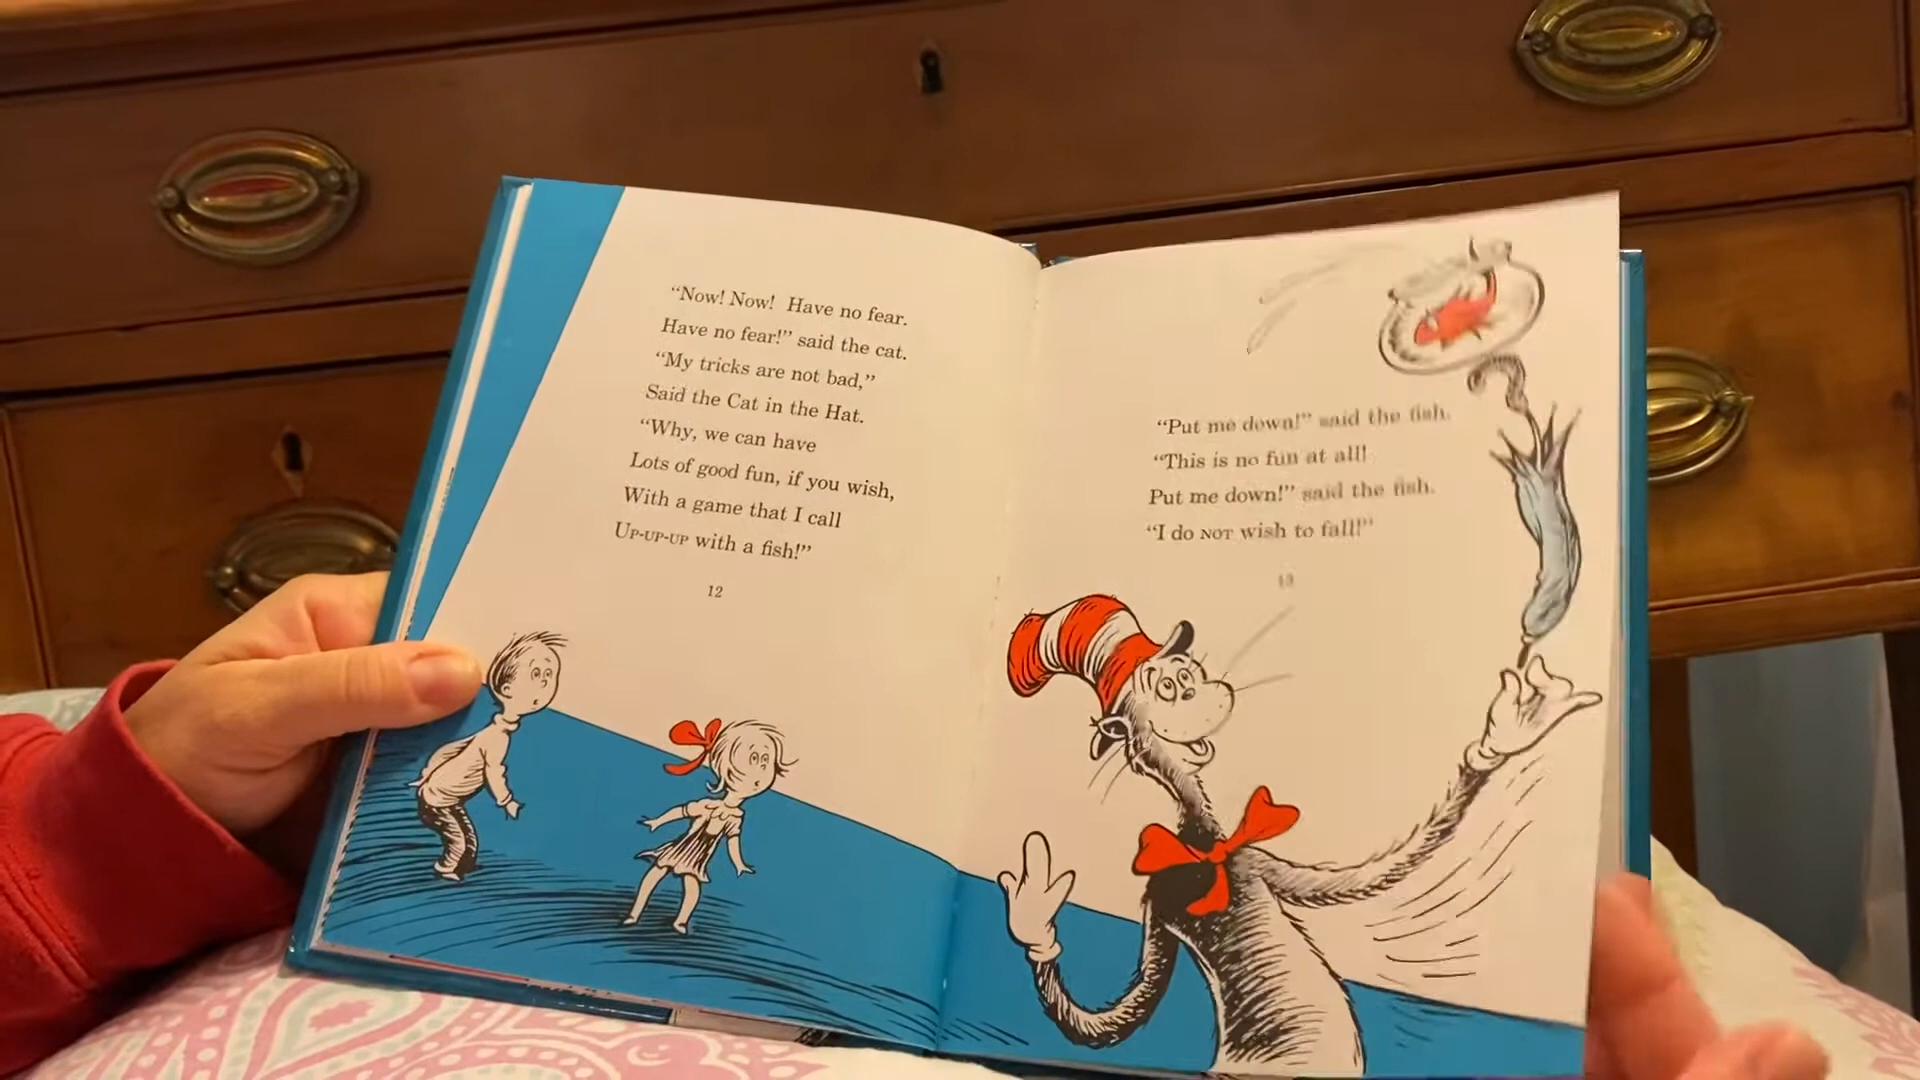 “Now! Now! Have no fear.
Have no fear!” said the cat.
“My tricks are not bad,”
Said the Cat in the Hat.
“Why, we can have
Lots of good fun, if you wish,
With a game that I call
UP-UP-UP with a fish!”
12
“Put me down!” said the fish.
“This is no fun at all!
Put me down!” said the fish.
“I do NOT wish to fall!”
13